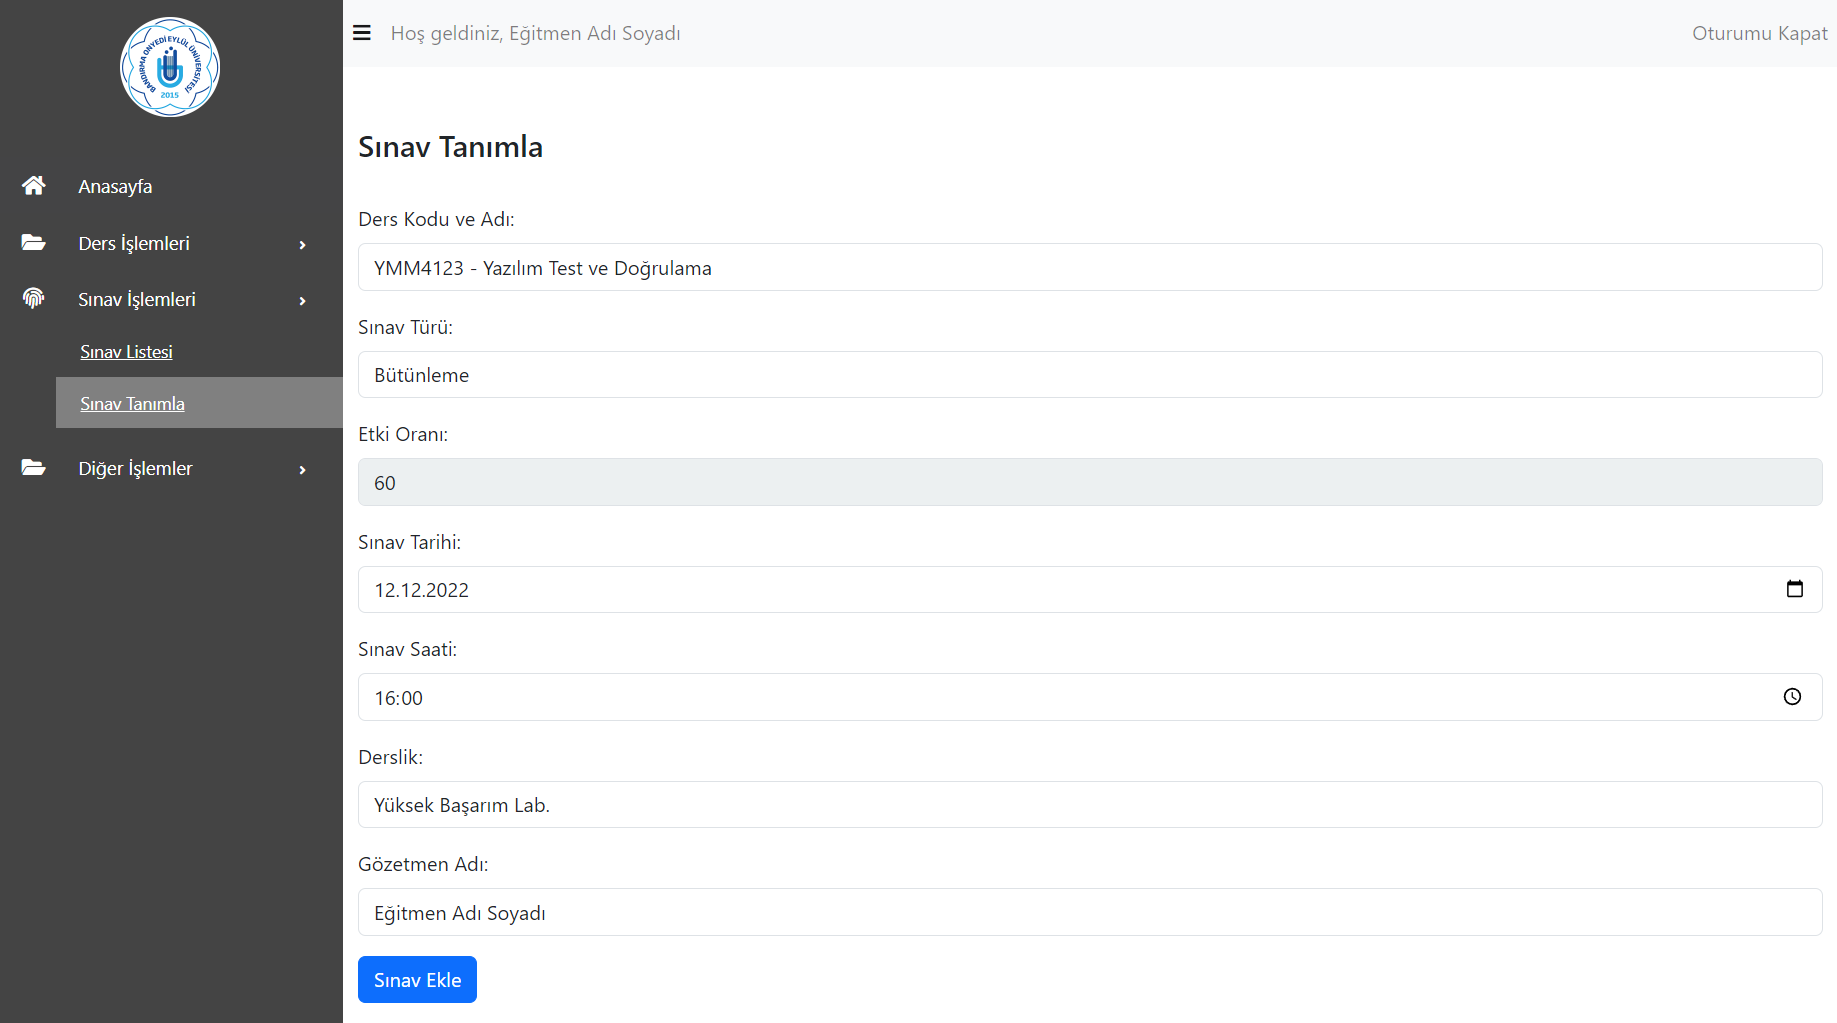 BANDIRMA ONYEDİ EYLÜL ÜNİVERSİTESİ
2015
Anasayfa
Ders İşlemleri
Sınav İşlemleri
Sınav Listesi
Sınav Tanımla
Diğer İşlemler
Hoş geldiniz, Eğitmen Adı Soyadı
Oturumu Kapat
Sınav Tanımla
Ders Kodu ve Adı:
YMM4123 - Yazılım Test ve Doğrulama
Sınav Türü:
Bütünleme
Etki Oranı:
60
Sınav Tarihi:
12.12.2022
Sınav Saati:
16:00
Derslik:
Yüksek Başarım Lab.
Gözetmen Adı:
Eğitmen Adı Soyadı
Sınav Ekle